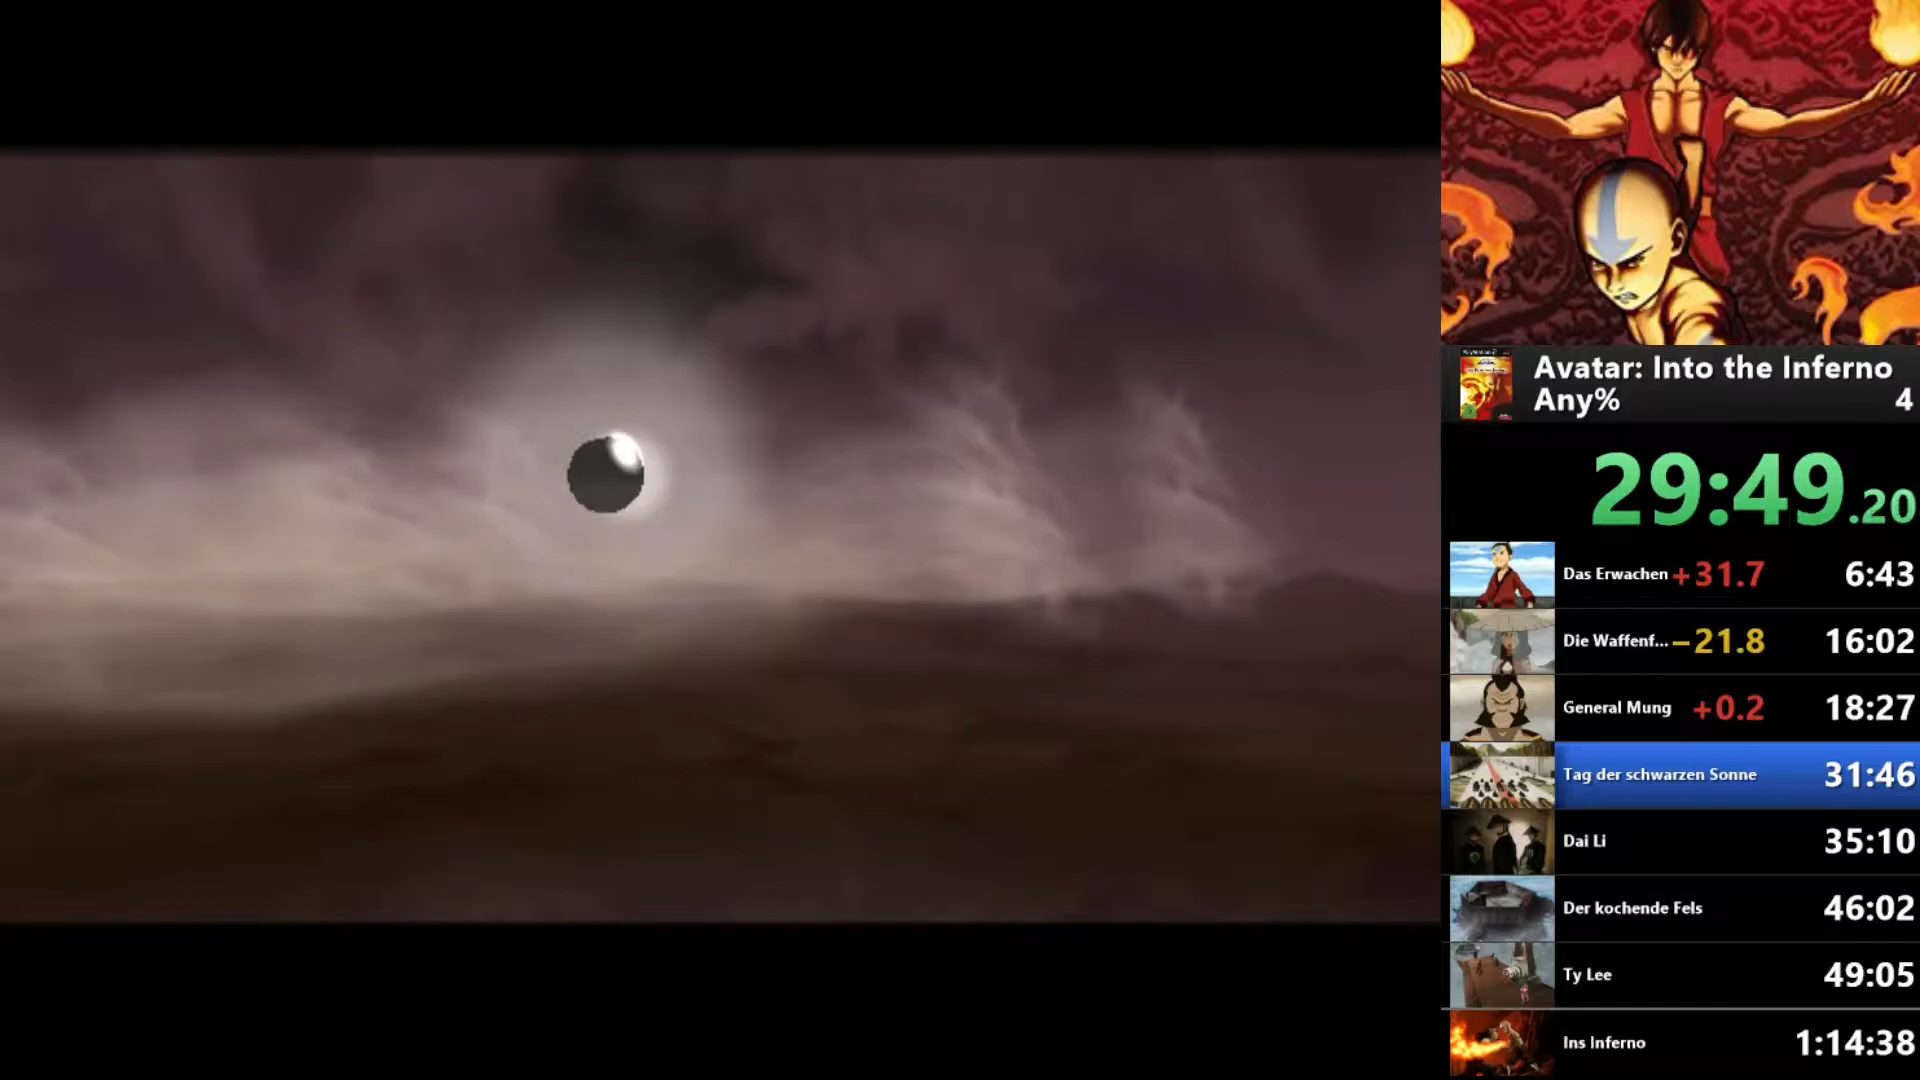 Avatar: Into the Inferno
Any% 4
29:49.20
Das Erwachen +31.7 6:43
Die Waffenf... −21.8 16:02
General Mung +0.2 18:27
Tag der schwarzen Sonne 31:46
Dai Li 35:10
Der kochende Fels 46:02
Ty Lee 49:05
Ins Inferno 1:14:38